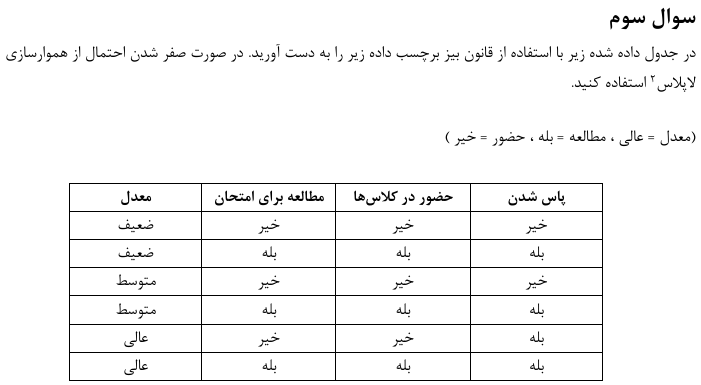 سوال سوم
در جدول داده شده زیر با استفاده از قانون بیز برچسب داده زیر را به دست آورید. در صورت صفر شدن احتمال از هموارسازی
لاپلاس۲ استفاده کنید.
(معدل = عالی ، مطالعه = بله ، حضور = خیر )
پاس شدن حضور در کلاس‌ها مطالعه برای امتحان معدل
خیر خیر خیر ضعیف
بله بله بله ضعیف
خیر خیر خیر متوسط
بله بله بله متوسط
بله خیر خیر عالی
بله بله بله عالی